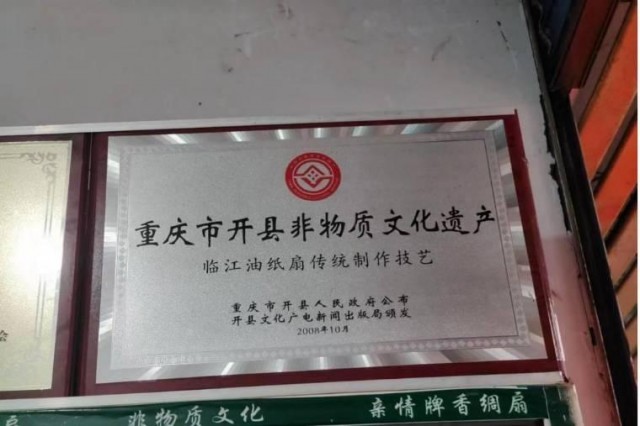 重庆市开县非物质文化遗产
临江油纸扇传统制作技艺
重庆市开县人民政府公布
开县文化广电新闻出版局颁发
2008年10月
会
扇 非物质文化 亲情牌香绸扇